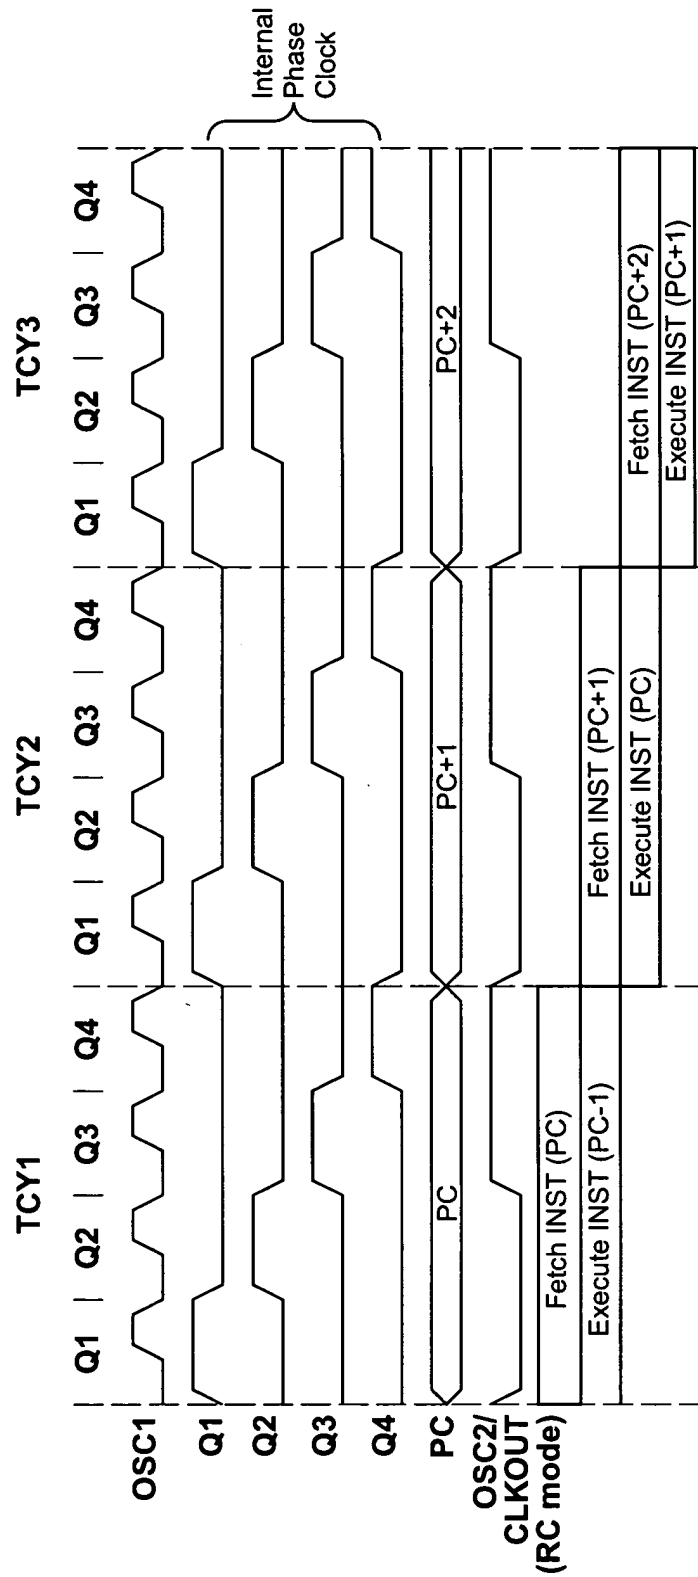 TCY1
TCY2
TCY3
Q1 | Q2 | Q3 | Q4 | Q1 | Q2 | Q3 | Q4 | Q1 | Q2 | Q3 | Q4
OSC1
Q1
Q2
Q3
Q4
Internal
Phase
Clock
PC
PC
PC+1
PC+2
OSC2/
CLKOUT
(RC mode)
Fetch INST (PC)
Execute INST (PC-1)
Fetch INST (PC+1)
Execute INST (PC)
Fetch INST (PC+2)
Execute INST (PC+1)